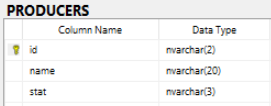 PRODUCERS
Column Name Data Type
id nvarchar(2)
name nvarchar(20)
stat nvarchar(3)